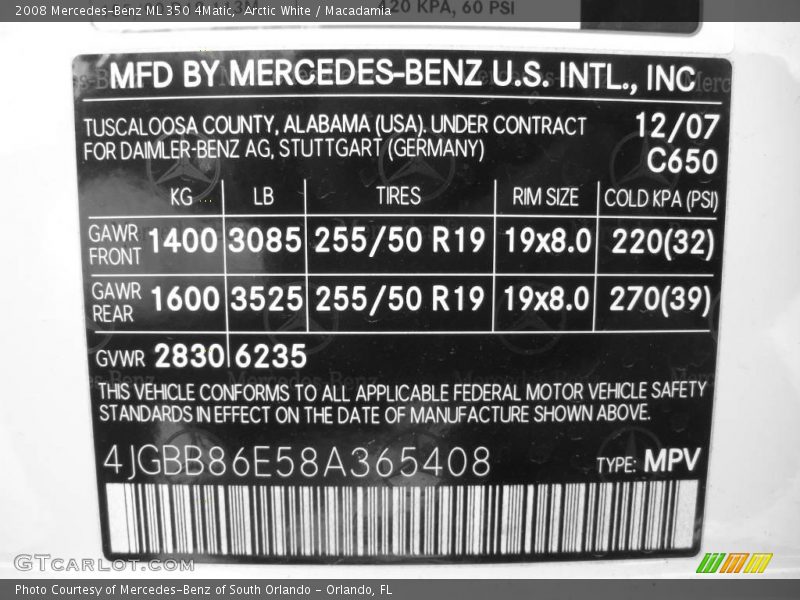 2008 Mercedes-Benz ML 350 4Matic, Arctic White / Macadamia
420 KPA, 60 PSI
MFD BY MERCEDES-BENZ U.S. INTL., INC
TUSCALOOSA COUNTY, ALABAMA (USA). UNDER CONTRACT 12/07
FOR DAIMLER-BENZ AG, STUTTGART (GERMANY) C650
KG LB TIRES RIM SIZE COLD KPA (PSI)
GAWR FRONT 1400 3085 255/50 R19 19x8.0 220(32)
GAWR REAR 1600 3525 255/50 R19 19x8.0 270(39)
GVWR 2830 6235
THIS VEHICLE CONFORMS TO ALL APPLICABLE FEDERAL MOTOR VEHICLE SAFETY
STANDARDS IN EFFECT ON THE DATE OF MANUFACTURE SHOWN ABOVE.
4JGBB86E58A365408 TYPE: MPV
GTCARLOT.COM
Photo Courtesy of Mercedes-Benz of South Orlando - Orlando, FL